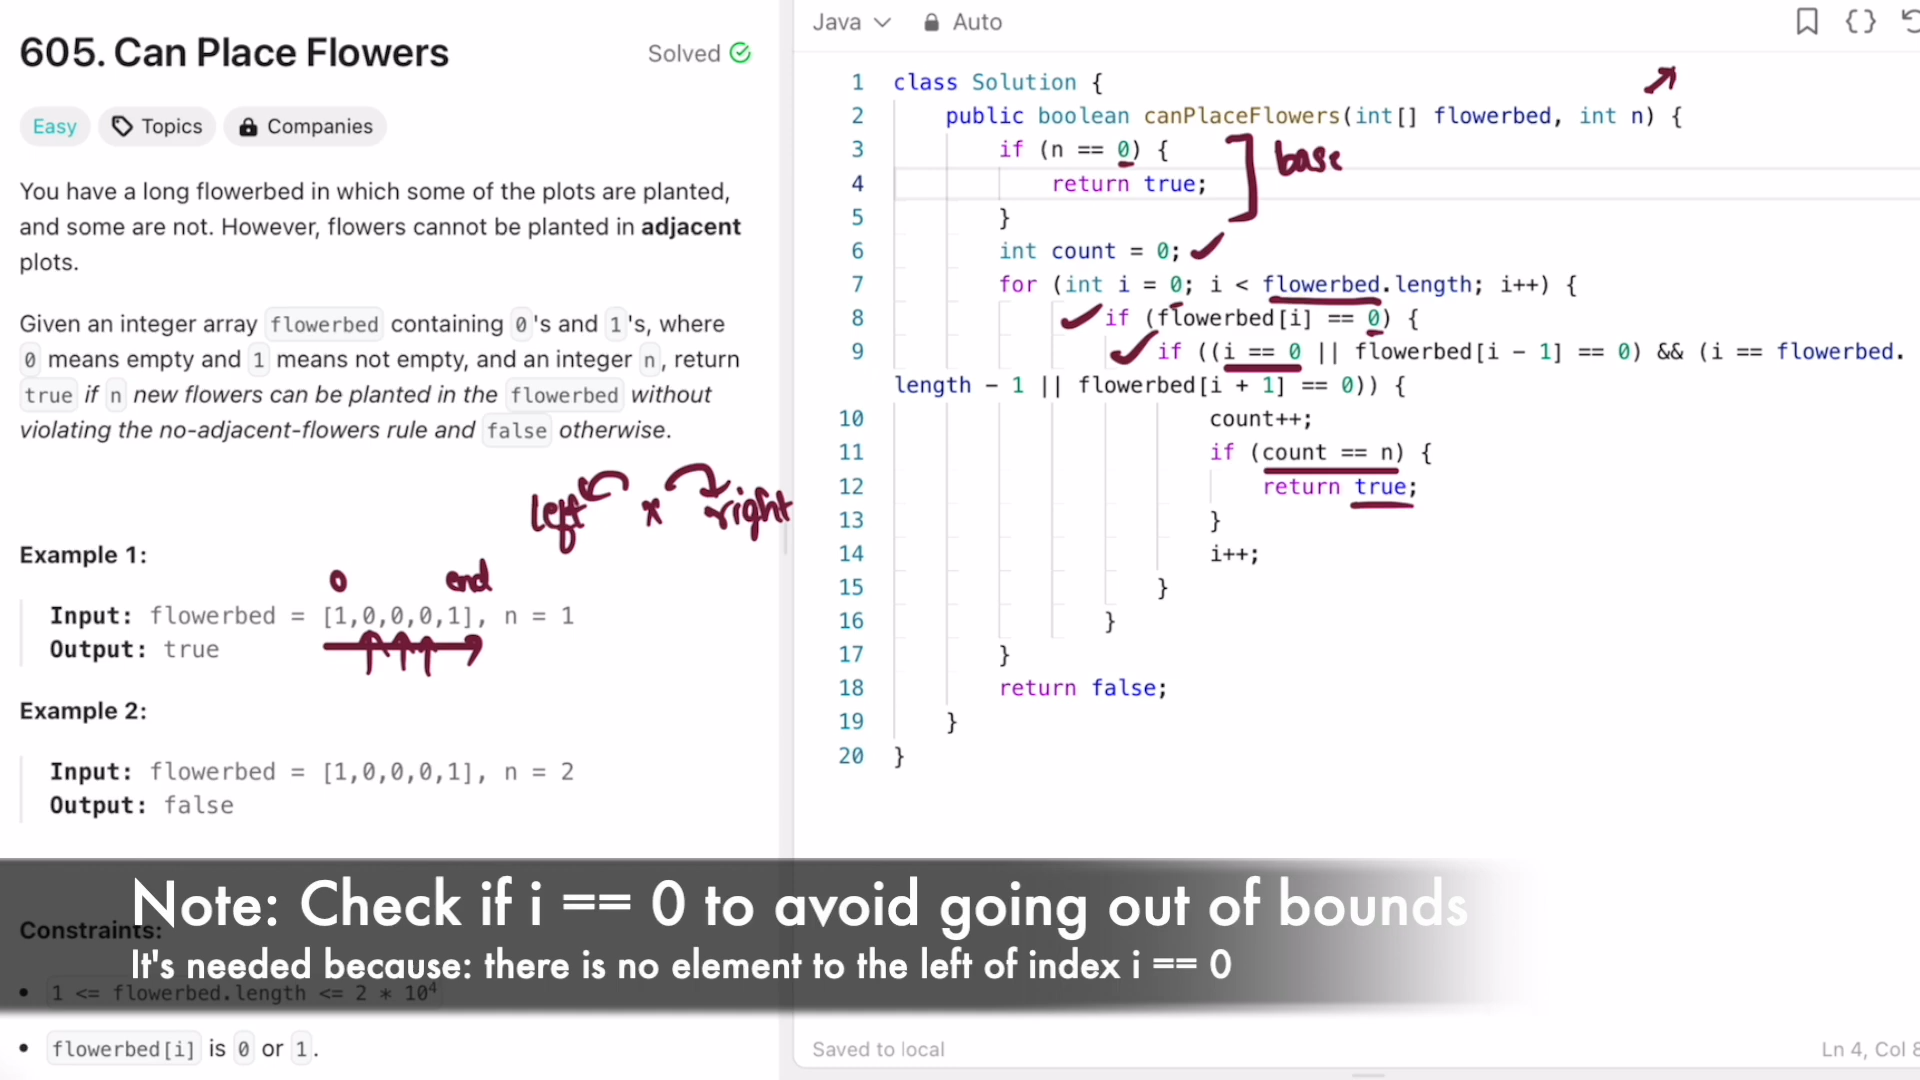 605. Can Place Flowers
Solved
Easy
Topics
Companies
You have a long flowerbed in which some of the plots are planted,
and some are not. However, flowers cannot be planted in adjacent
plots.
Given an integer array flowerbed containing 0's and 1's, where
0 means empty and 1 means not empty, and an integer n, return
true if n new flowers can be planted in the flowerbed without
violating the no-adjacent-flowers rule and false otherwise.
left x right
Example 1:
0 end
Input: flowerbed = [1,0,0,0,1], n = 1
Output: true
Example 2:
Input: flowerbed = [1,0,0,0,1], n = 2
Output: false
Constraints:
1 <= flowerbed.length <= 2 * 10⁴
flowerbed[i] is 0 or 1.
Note: Check if i == 0 to avoid going out of bounds
It's needed because: there is no element to the left of index i == 0
Java
Auto
{}
1 class Solution {
2 public boolean canPlaceFlowers(int[] flowerbed, int n) {
3 if (n == 0) {
base
4 return true;
5 }
6 int count = 0;
7 for (int i = 0; i < flowerbed.length; i++) {
8 if (flowerbed[i] == 0) {
9 if ((i == 0 || flowerbed[i - 1] == 0) && (i == flowerbed.
length - 1 || flowerbed[i + 1] == 0)) {
10 count++;
11 if (count == n) {
12 return true;
13 }
14 i++;
15 }
16 }
17 }
18 return false;
19 }
20 }
Saved to local
Ln 4, Col 8